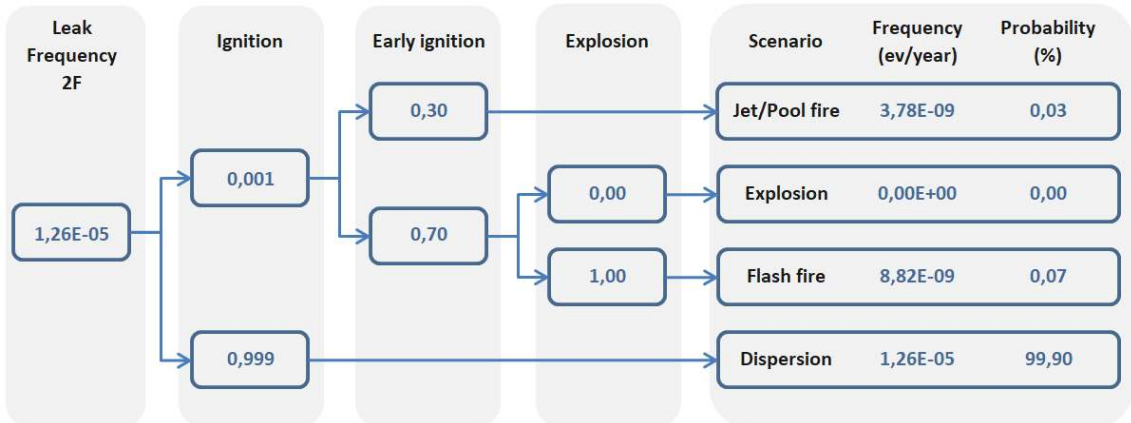 Leak
Frequency
2F
Ignition
Early ignition
Explosion
Scenario
Frequency
(ev/year)
Probability
(%)
1,26E-05
0,001
0,999
0,30
0,70
0,00
1,00
Jet/Pool fire 3,78E-09 0,03
Explosion 0,00E+00 0,00
Flash fire 8,82E-09 0,07
Dispersion 1,26E-05 99,90